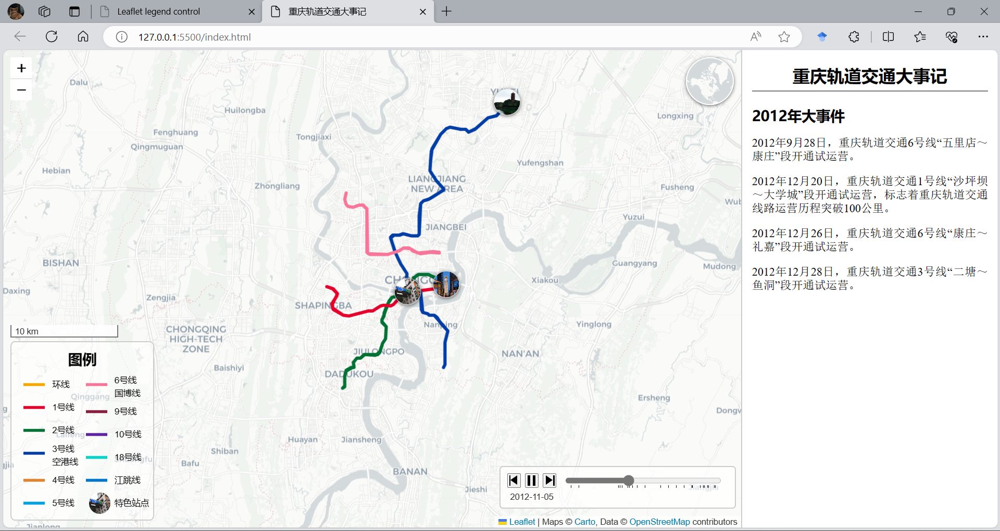 Leaflet legend control
重庆轨道交通大事记
127.0.0.1:5500/index.html
+
−
Dalu
Huilongba
Longxing
Fenghuang
Tongjiaxi
Qingmuguan
Hebian
Yufengshan
Zhongliang
LIANGJIANG
NEW AREA
Fusheng
Yuzui
JIANGBEI
BISHAN
Guangyang
Mudong
Daxing
Xiakou
Zengjia
SHAPINGBA
Nanping
Yinglong
CHONGQING
HIGH-TECH
ZONE
JIULONGPO
NAN'AN
Baishiyi
DADUKOU
Qinggang
Ersheng
Laifeng
Huayan
Jiansheng
Shiban
Bafu
BANAN
Jieshi
Jiangjia
Jianlong
10 km
图例
环线
1号线
2号线
3号线
空港线
4号线
5号线
6号线
国博线
9号线
10号线
18号线
江跳线
特色站点
2012-11-05
Leaflet | Maps © Carto, Data © OpenStreetMap contributors
重庆轨道交通大事记
2012年大事件
2012年9月28日，重庆轨道交通6号线“五里店～
康庄”段开通试运营。
2012年12月20日，重庆轨道交通1号线“沙坪坝
～大学城”段开通试运营，标志着重庆轨道交通
线路运营历程突破100公里。
2012年12月26日，重庆轨道交通6号线“康庄～
礼嘉”段开通试运营。
2012年12月28日，重庆轨道交通3号线“二塘～
鱼洞”段开通试运营。